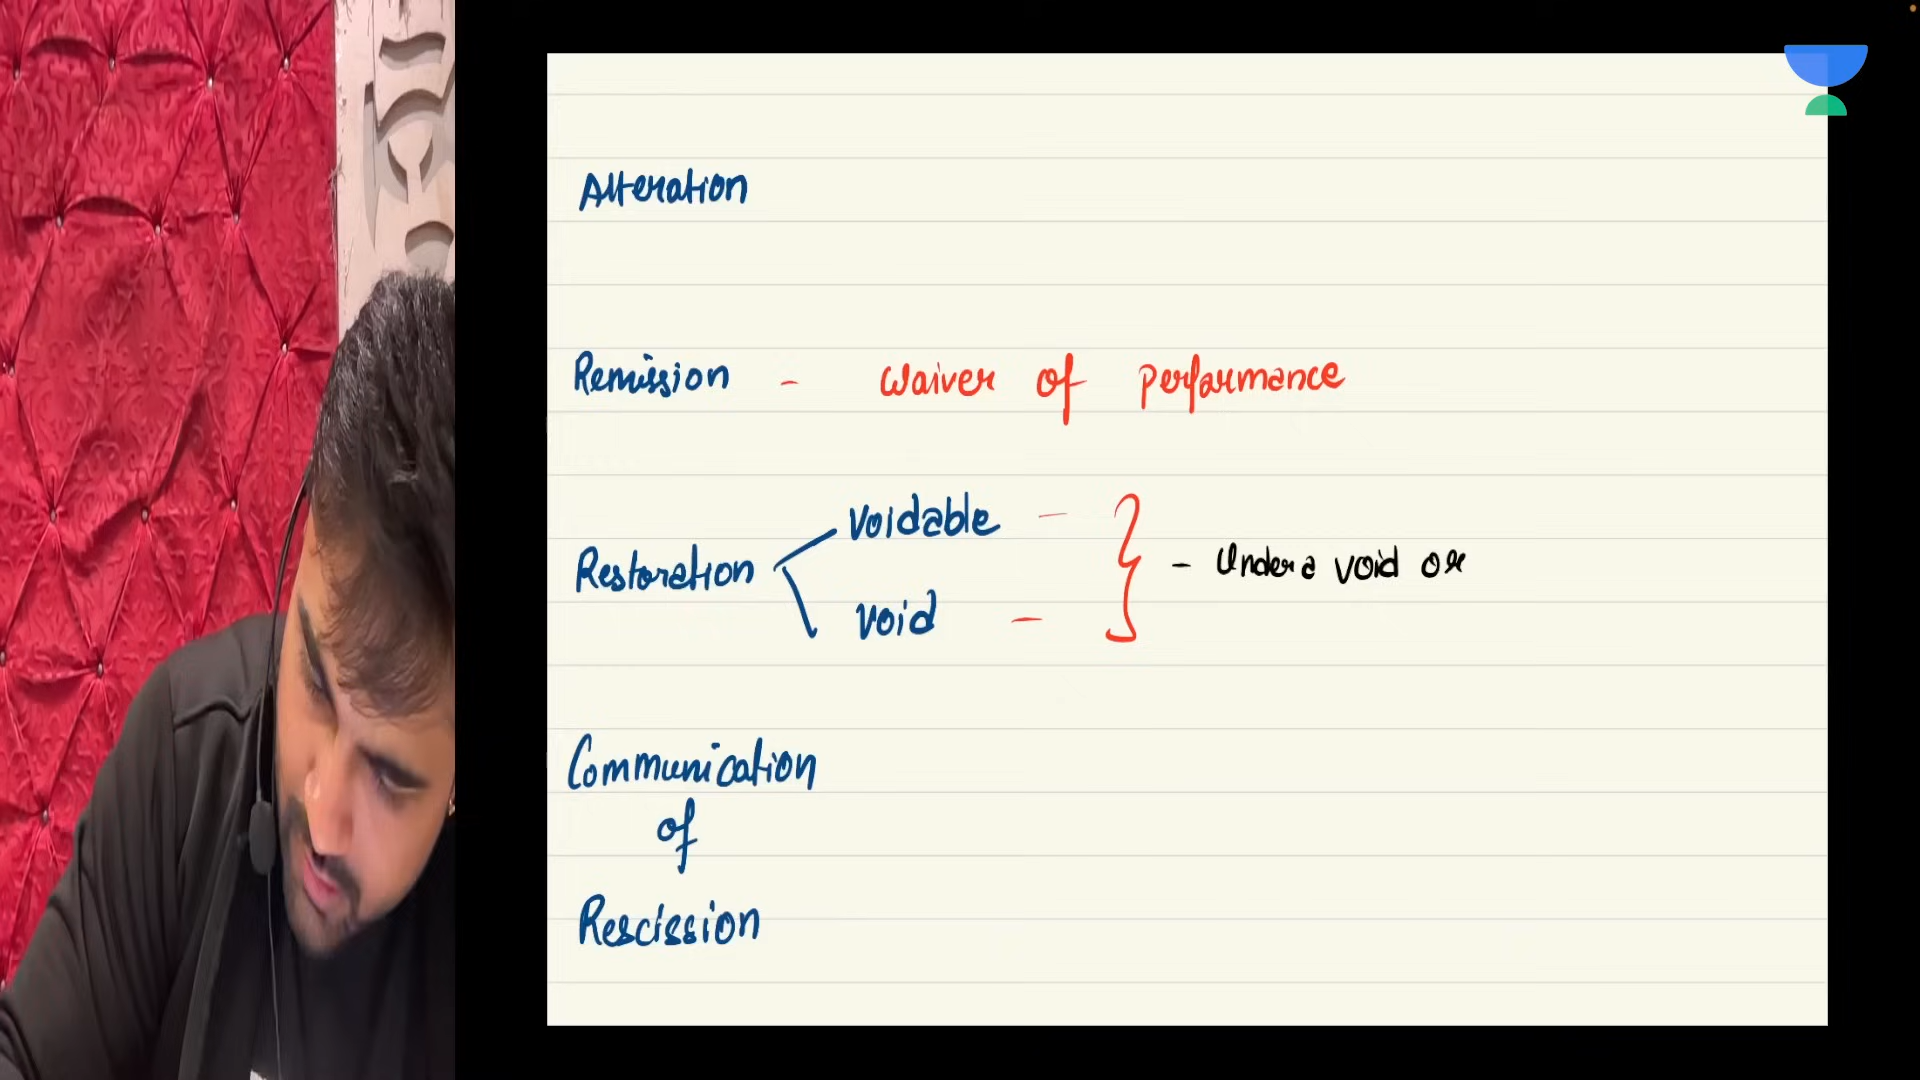 Alteration
Remission - waiver of performance
voidable -
Restoration - Under a void or
void -
Communication
of
Rescission